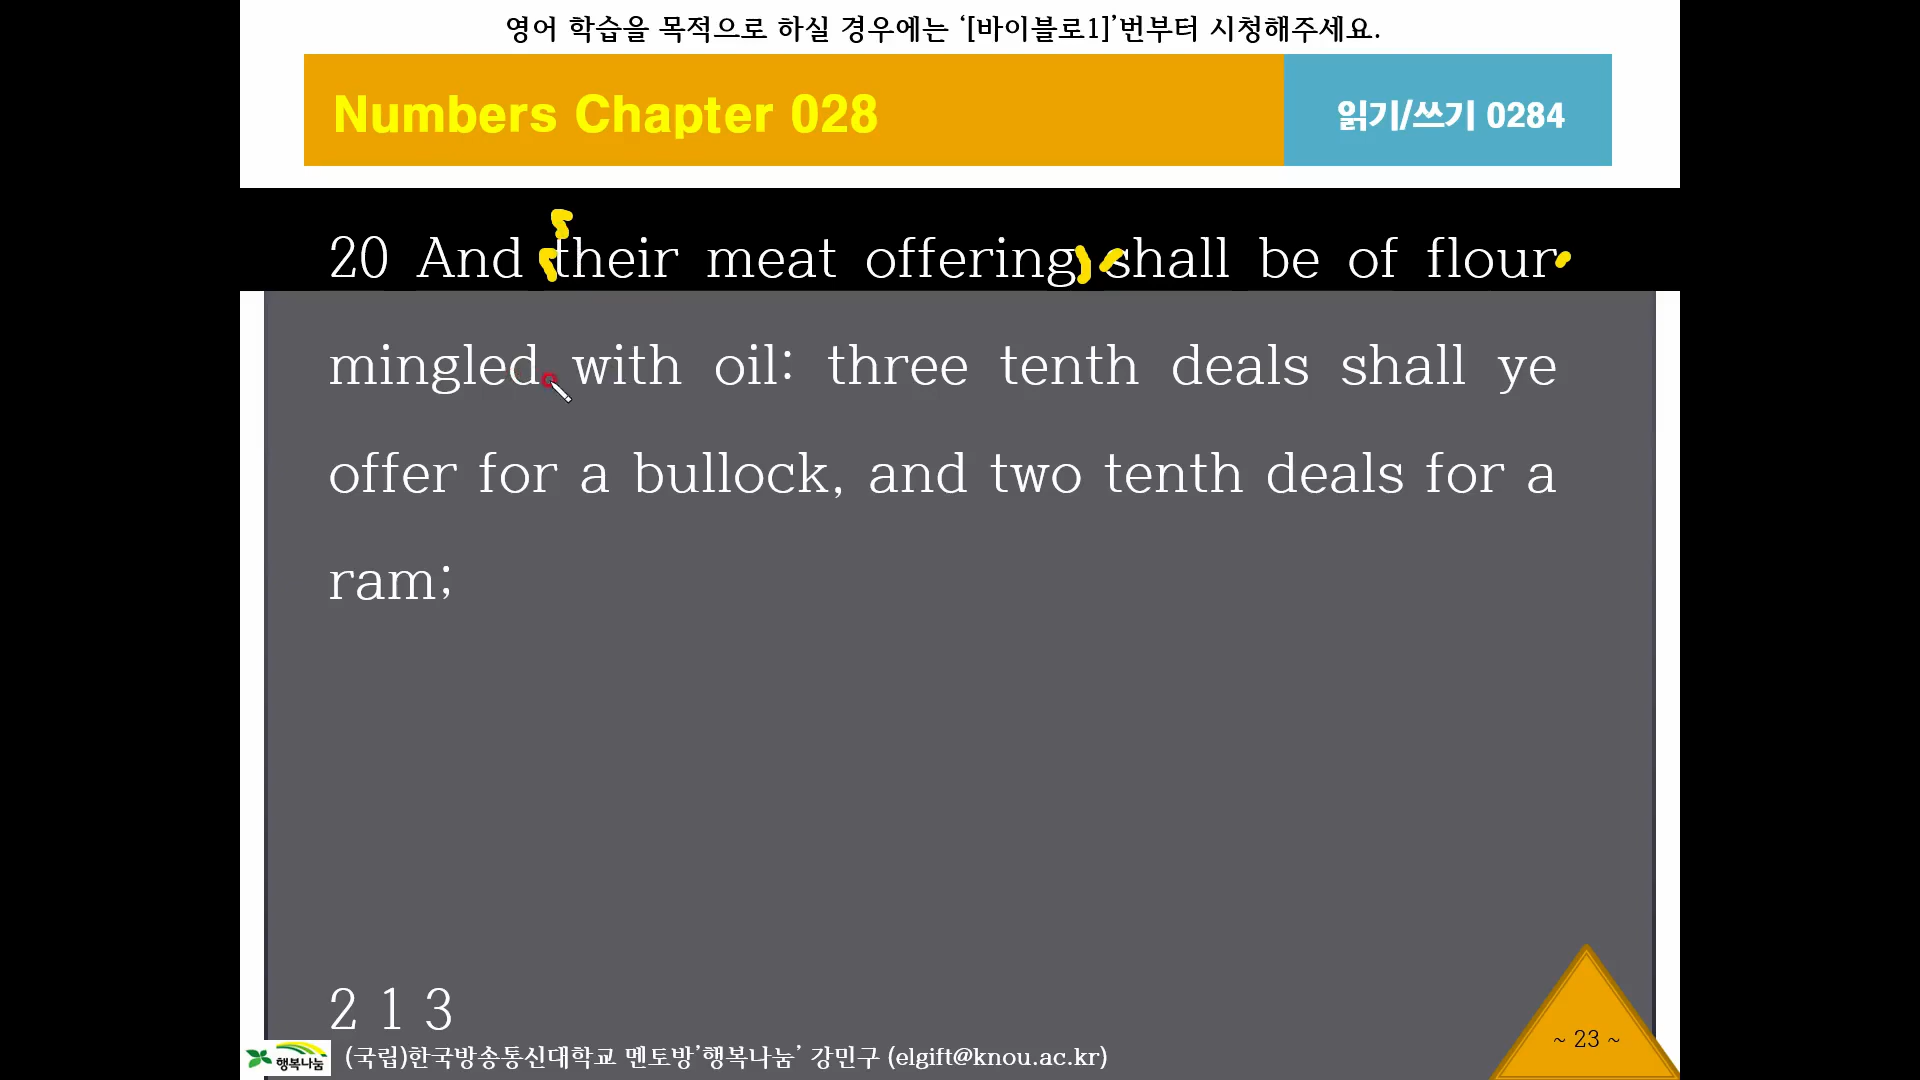 영어 학습을 목적으로 하실 경우에는 ‘[바이블로1]’번부터 시청해주세요.
Numbers Chapter 028
읽기/쓰기 0284
20 And their meat offering shall be of flour
mingled with oil: three tenth deals shall ye
offer for a bullock, and two tenth deals for a
ram;
2 1 3
~ 23 ~
행복나눔
(국립)한국방송통신대학교 멘토방’행복나눔’ 강민구 (elgift@knou.ac.kr)